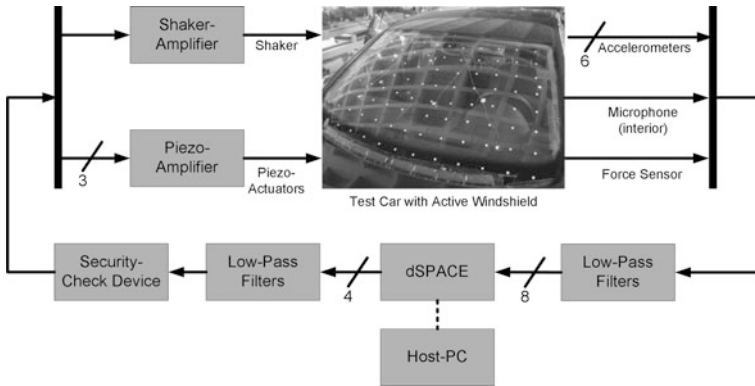 Shaker-
Amplifier
Shaker
6
Accelerometers
Microphone
(interior)
3
Piezo-
Amplifier
Piezo-
Actuators
Force Sensor
Test Car with Active Windshield
Security-
Check Device
Low-Pass
Filters
4
dSPACE
8
Low-Pass
Filters
Host-PC